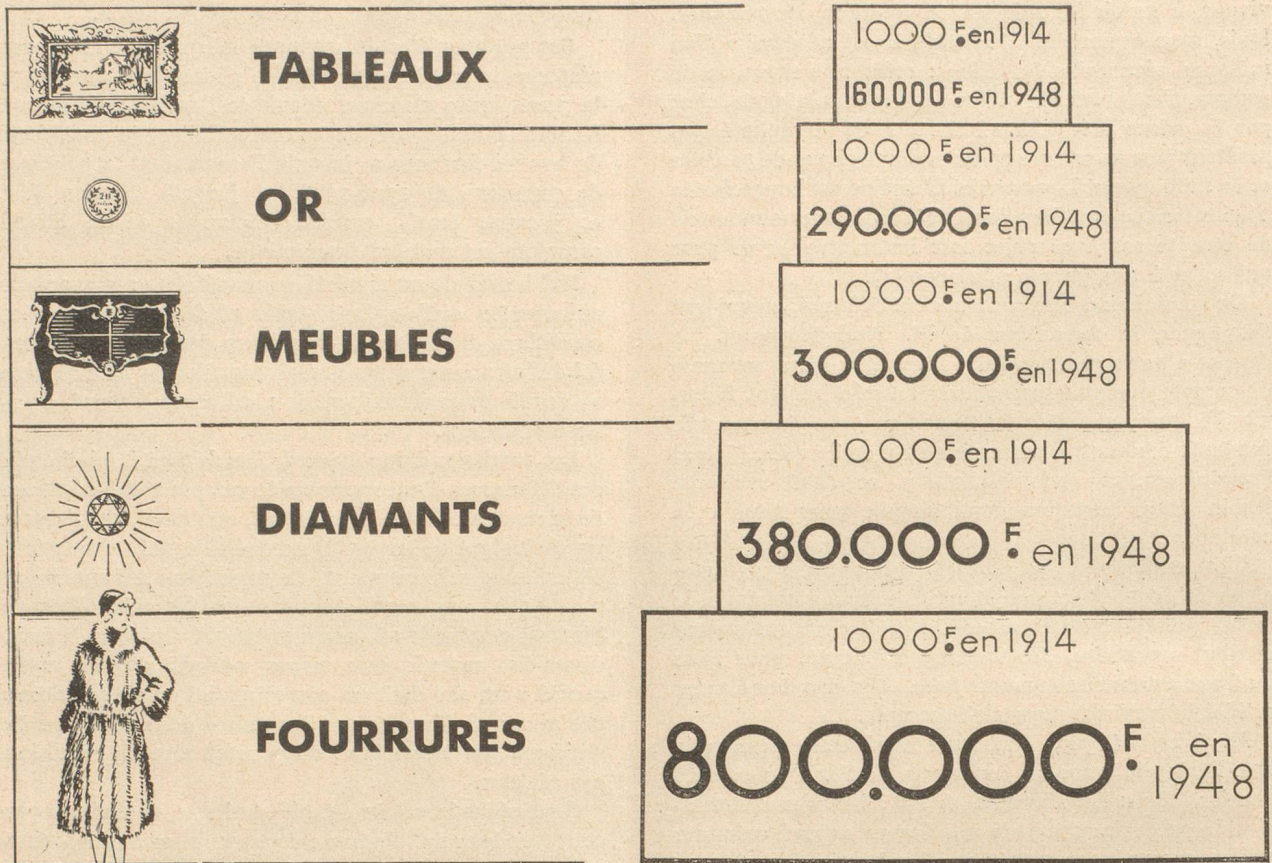 TABLEAUX
1000 F. en 1914
160.000 F. en 1948
OR
1000 F. en 1914
290.000 F. en 1948
MEUBLES
1000 F. en 1914
300.000 F. en 1948
DIAMANTS
1000 F. en 1914
380.000 F. en 1948
FOURRURES
1000 F. en 1914
800.000 F. en
1948